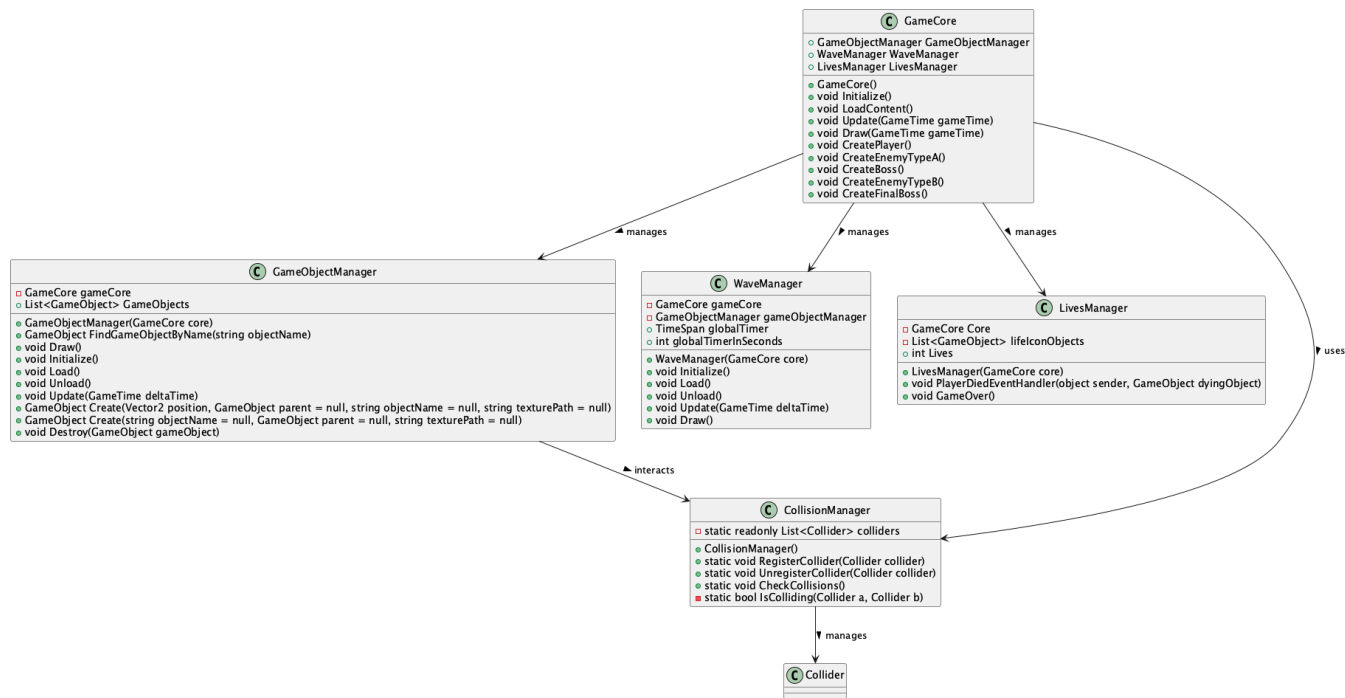 GameCore
GameObjectManager GameObjectManager
WaveManager WaveManager
LivesManager LivesManager
GameCore()
void Initialize()
void LoadContent()
void Update(GameTime gameTime)
void Draw(GameTime gameTime)
void CreatePlayer()
void CreateEnemyTypeA()
void CreateBoss()
void CreateEnemyTypeB()
void CreateFinalBoss()
manages
manages
manages
GameObjectManager
GameCore gameCore
List<GameObject> GameObjects
GameObjectManager(GameCore core)
GameObject FindGameObjectByName(string objectName)
void Draw()
void Initialize()
void Load()
void Unload()
void Update(GameTime deltaTime)
GameObject Create(Vector2 position, GameObject parent = null, string objectName = null, string texturePath = null)
GameObject Create(string objectName = null, GameObject parent = null, string texturePath = null)
void Destroy(GameObject gameObject)
WaveManager
GameCore gameCore
GameObjectManager gameObjectManager
TimeSpan globalTimer
int globalTimerInSeconds
WaveManager(GameCore core)
void Initialize()
void Load()
void Unload()
void Update(GameTime deltaTime)
void Draw()
LivesManager
GameCore Core
List<GameObject> lifeIconObjects
int Lives
LivesManager(GameCore core)
void PlayerDiedEventHandler(object sender, GameObject dyingObject)
void GameOver()
uses
interacts
CollisionManager
static readonly List<Collider> colliders
CollisionManager()
static void RegisterCollider(Collider collider)
static void UnregisterCollider(Collider collider)
static void CheckCollisions()
static bool IsColliding(Collider a, Collider b)
manages
Collider